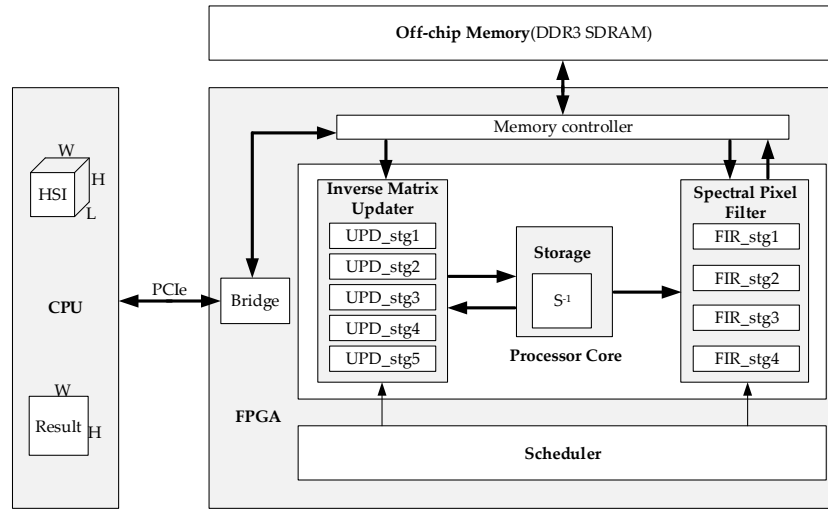 Off-chip Memory(DDR3 SDRAM)
Memory controller
W
HSI
H
L
CPU
PCIe
Bridge
W
Result
H
FPGA
Inverse Matrix
Updater
UPD_stg1
UPD_stg2
UPD_stg3
UPD_stg4
UPD_stg5
Storage
S-1
Processor Core
Spectral Pixel
Filter
FIR_stg1
FIR_stg2
FIR_stg3
FIR_stg4
Scheduler